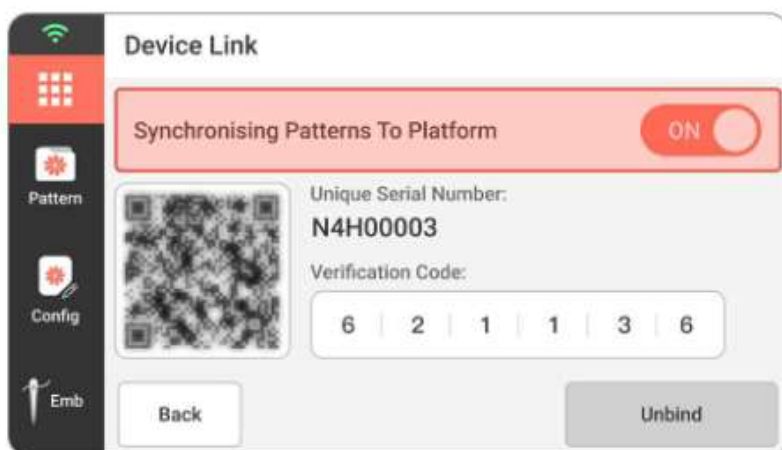 Device Link
Synchronising Patterns To Platform
ON
Pattern
Unique Serial Number:
N4H00003
Verification Code:
6 2 1 1 3 6
Config
Emb
Back
Unbind